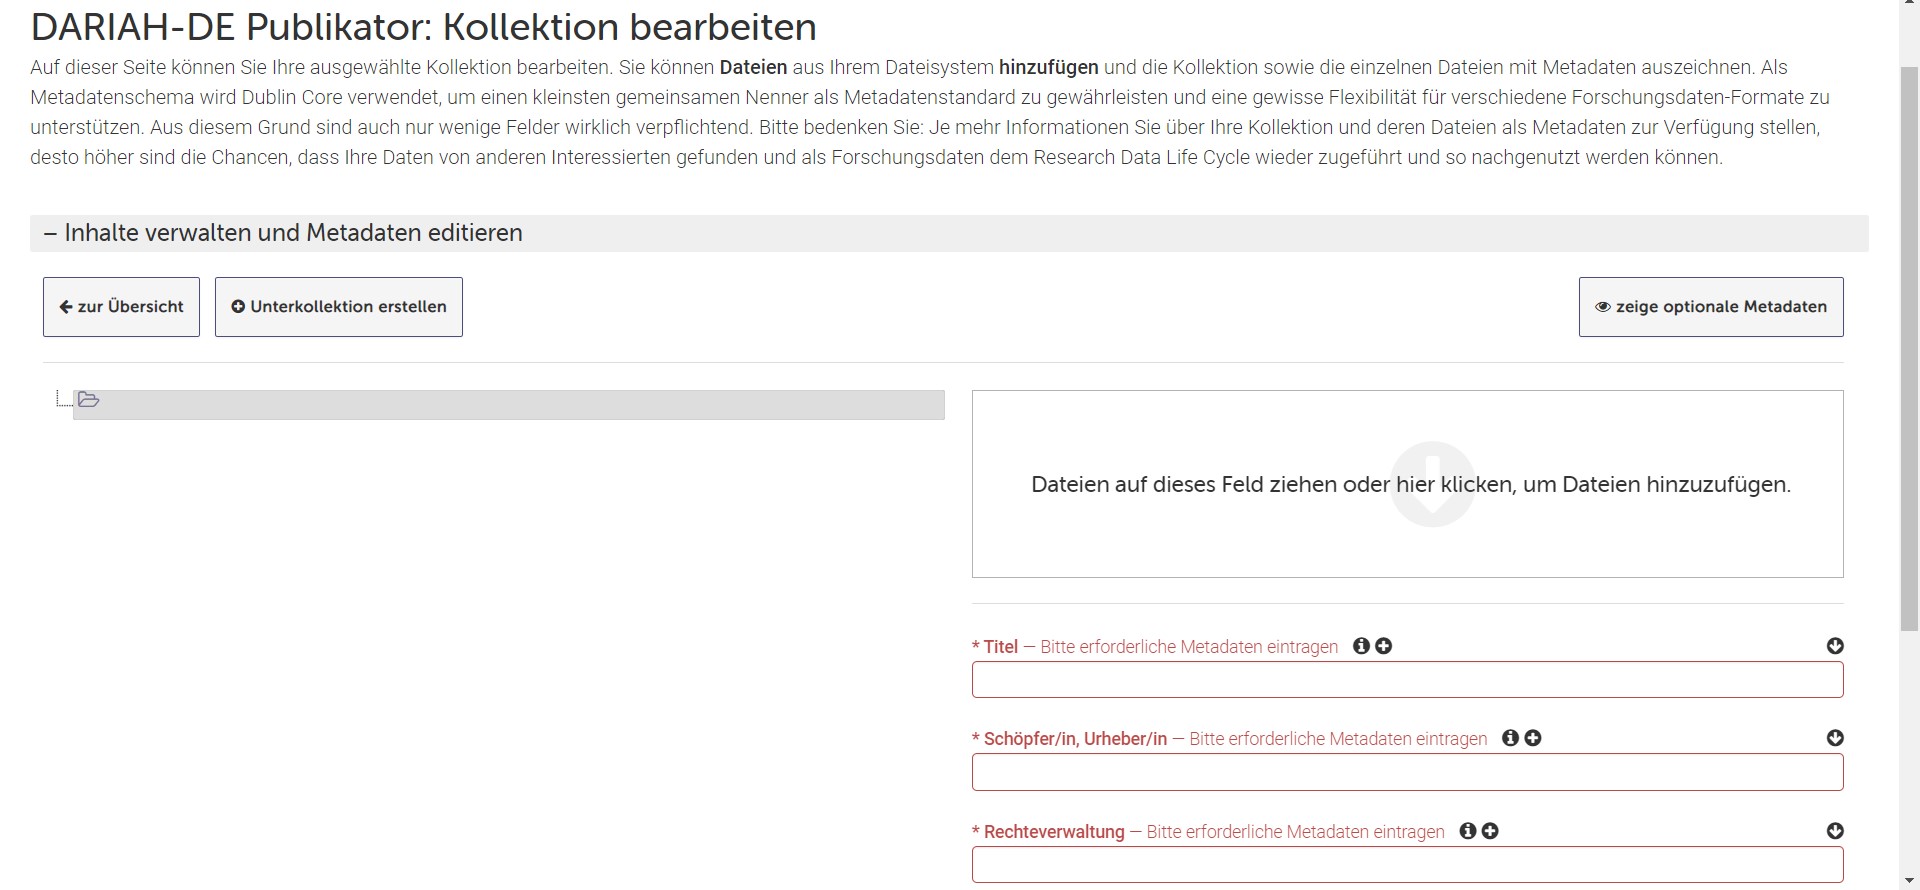 DARIAH-DE Publikator: Kollektion bearbeiten
Auf dieser Seite können Sie Ihre ausgewählte Kollektion bearbeiten. Sie können Dateien aus Ihrem Dateisystem hinzufügen und die Kollektion sowie die einzelnen Dateien mit Metadaten auszeichnen. Als
Metadatenschema wird Dublin Core verwendet, um einen kleinsten gemeinsamen Nenner als Metadatenstandard zu gewährleisten und eine gewisse Flexibilität für verschiedene Forschungsdaten-Formate zu
unterstützen. Aus diesem Grund sind auch nur wenige Felder wirklich verpflichtend. Bitte bedenken Sie: Je mehr Informationen Sie über Ihre Kollektion und deren Dateien als Metadaten zur Verfügung stellen,
desto höher sind die Chancen, dass Ihre Daten von anderen Interessierten gefunden und als Forschungsdaten dem Research Data Life Cycle wieder zugeführt und so nachgenutzt werden können.
– Inhalte verwalten und Metadaten editieren
zur Übersicht
Unterkollektion erstellen
zeige optionale Metadaten
Dateien auf dieses Feld ziehen oder hier klicken, um Dateien hinzuzufügen.
* Titel — Bitte erforderliche Metadaten eintragen
* Schöpfer/in, Urheber/in — Bitte erforderliche Metadaten eintragen
* Rechteverwaltung — Bitte erforderliche Metadaten eintragen